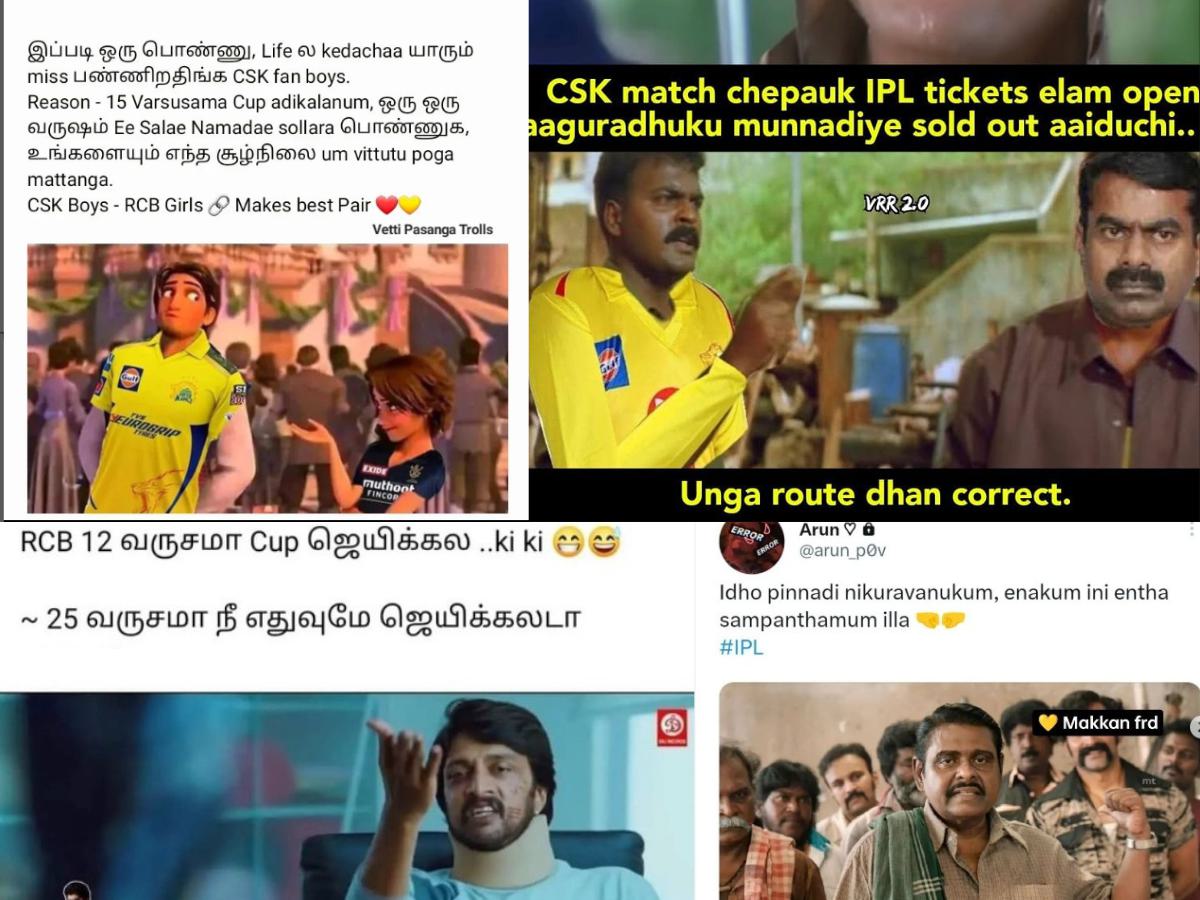 இப்படி ஒரு பொண்ணு, Life ல kedachaa யாரும்
miss பண்ணிறதிங்க CSK fan boys.
Reason - 15 Varsusama Cup adikalanum, ஒரு ஒரு
வருஷம் Ee Salae Namadae sollara பொண்ணுக,
உங்களையும் எந்த சூழ்நிலை um vittutu poga
mattanga.
CSK Boys - RCB Girls 🔗 Makes best Pair ❤️💛
Vetti Pasanga Trolls
Gulf
TVS
EUROGRIP
TYRES
EXIDE
muthoot
FINCORP
CSK match chepauk IPL tickets elam open
aaguradhuku munnadiye sold out aaiduchi..
VRR 2.0
Unga route dhan correct.
RCB 12 வருசமா Cup ஜெயிக்கல ..ki ki 😁😅
~ 25 வருசமா நீ எதுவுமே ஜெயிக்கலடா
ERROR
ERROR
Arun ♡ 🔒
@arun_p0v
Idho pinnadi nikuravanukum, enakum ini entha
sampanthamum illa 🤜🤛
#IPL
💛 Makkan frd
mt